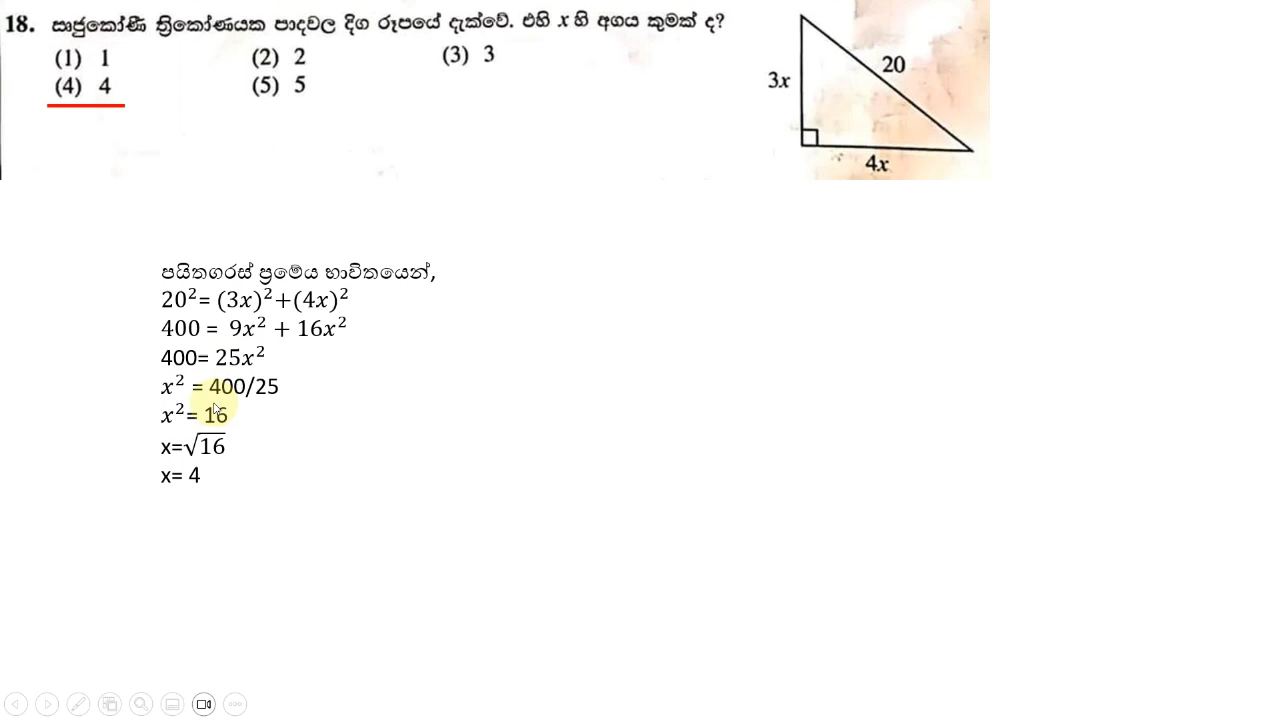 18. සෘජුකෝණී ත්‍රිකෝණයක පාදවල දිග රූපයේ දැක්වේ. එහි x හි අගය කුමක් ද?
(1) 1 (2) 2 (3) 3
(4) 4 (5) 5
3x
20
4x
පයිතගරස් ප්‍රමේය භාවිතයෙන්,
20²= (3x)²+(4x)²
400 = 9x² + 16x²
400= 25x²
x² = 400/25
x²= 16
x=√16
x= 4